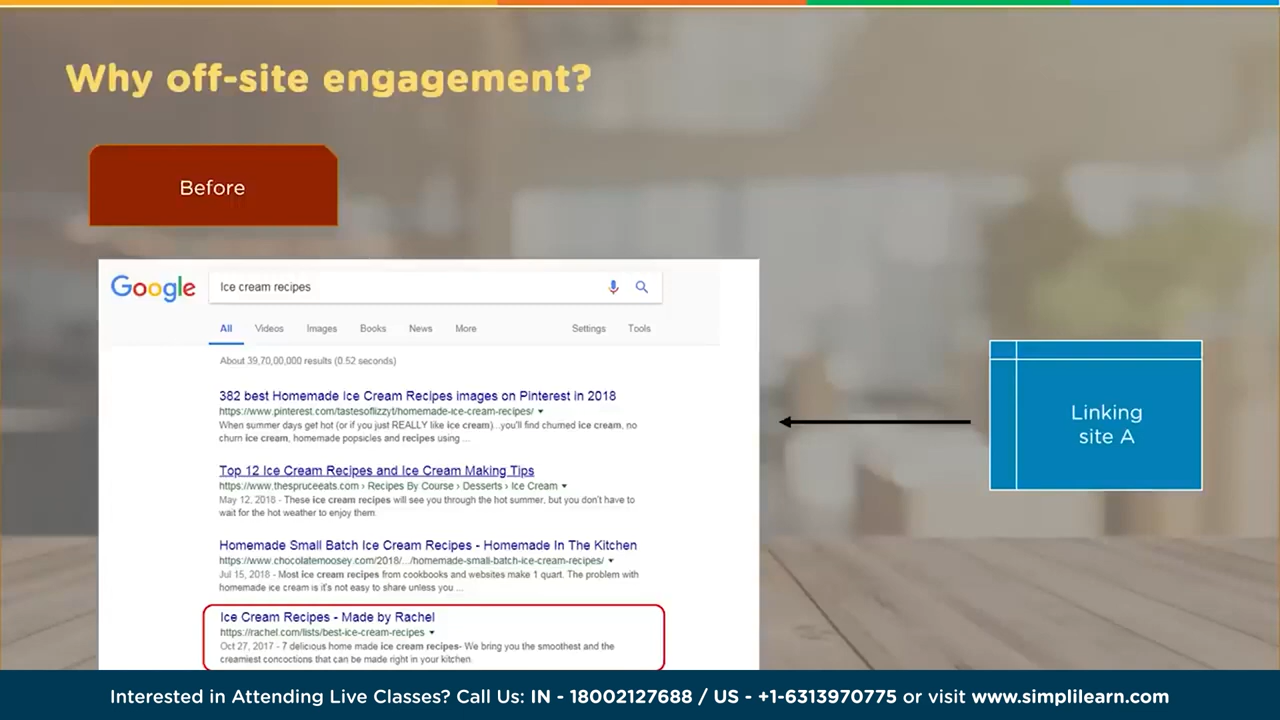 Why off-site engagement?
Before
Google
Ice cream recipes
All Videos Images Books News More Settings Tools
About 39,70,00,000 results (0.52 seconds)
382 best Homemade Ice Cream Recipes images on Pinterest in 2018
https://www.pinterest.com/tastesoflizzyt/homemade-ice-cream-recipes/
When summer days get hot (or if you just REALLY like ice cream)...you'll find churned ice cream, no
churn ice cream, homemade popsicles and recipes using ...
Top 12 Ice Cream Recipes and Ice Cream Making Tips
https://www.thespruceeats.com › Recipes By Course › Desserts › Ice Cream
May 12, 2018 - These ice cream recipes will see you through the hot summer, but you don't have to
wait for the hot weather to enjoy them.
Homemade Small Batch Ice Cream Recipes - Homemade In The Kitchen
https://www.chocolatemoosey.com/2018/.../homemade-small-batch-ice-cream-recipes/
Jul 15, 2018 - Most ice cream recipes from cookbooks and websites make 1 quart. The problem with
homemade ice cream is it's not easy to share unless you ...
Ice Cream Recipes - Made by Rachel
https://rachel.com/lists/best-ice-cream-recipes
Oct 27, 2017 - 7 delicious home made ice cream recipes- We bring you the smoothest and the
creamiest concoctions that can be made right in your kitchen.
Linking
site A
Interested in Attending Live Classes? Call Us: IN - 18002127688 / US - +1-6313970775 or visit www.simplilearn.com